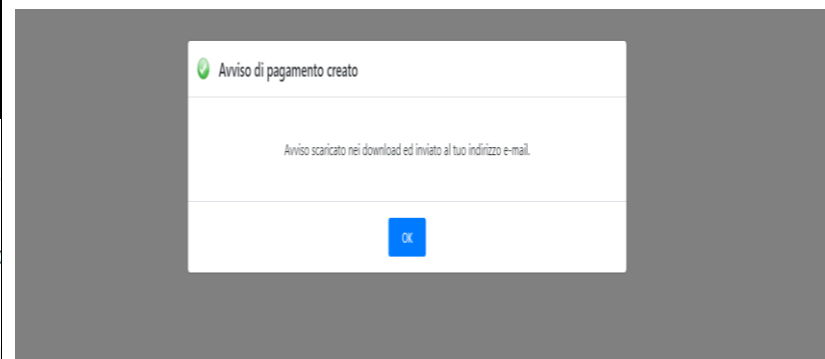 Avviso di pagamento creato
Avviso scaricato nei download ed inviato al tuo indirizzo e-mail.
OK